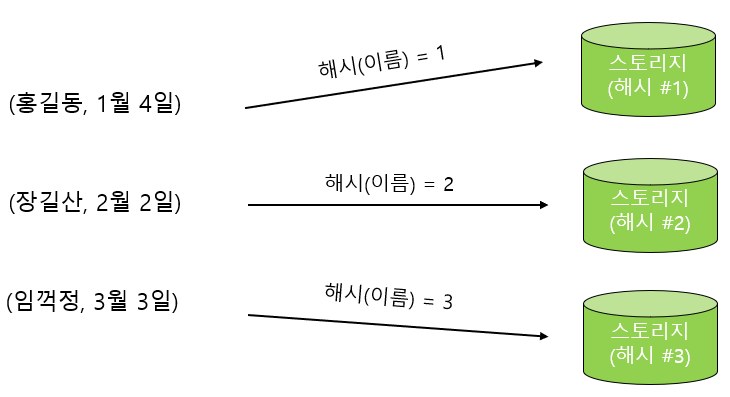 해시(이름) = 1
스토리지
(해시 #1)
(홍길동, 1월 4일)
해시(이름) = 2
스토리지
(해시 #2)
(장길산, 2월 2일)
해시(이름) = 3
스토리지
(해시 #3)
(임꺽정, 3월 3일)